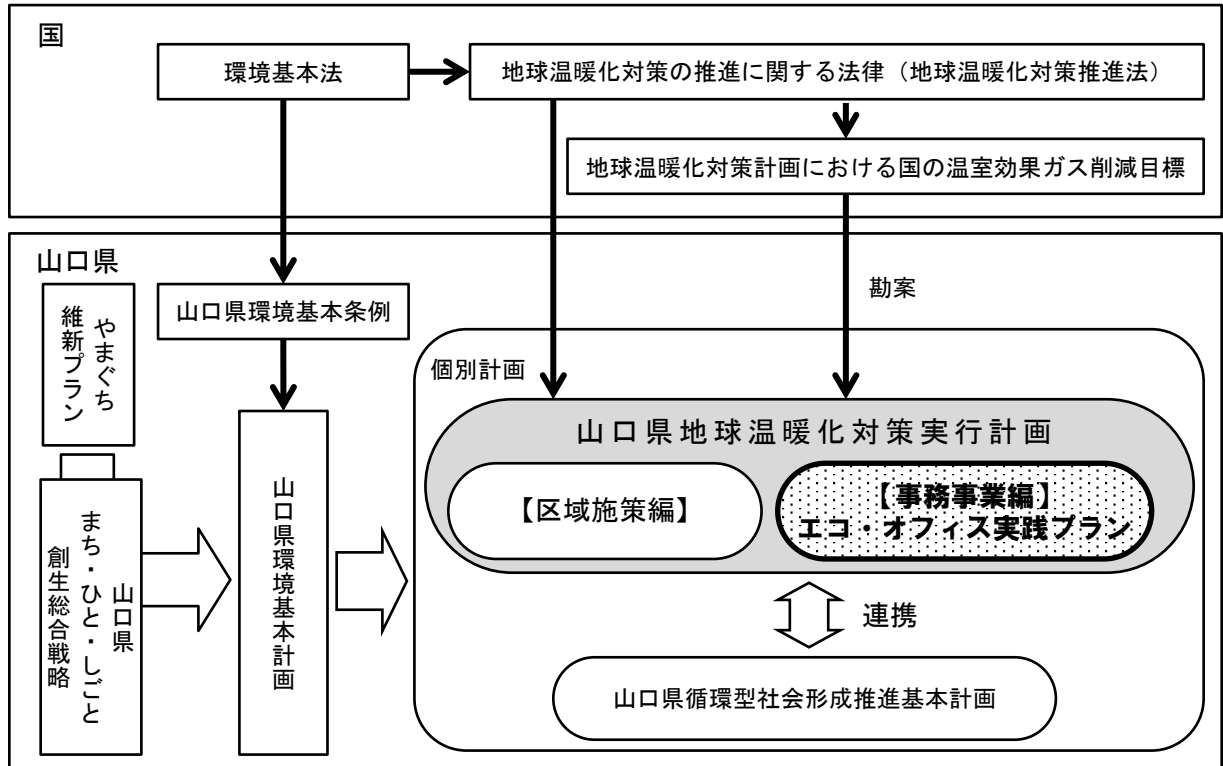 国
環境基本法
地球温暖化対策の推進に関する法律（地球温暖化対策推進法）
地球温暖化対策計画における国の温室効果ガス削減目標
山口県
やまぐち
維新プラン
山口県環境基本条例
勘案
個別計画
山口県地球温暖化対策実行計画
【区域施策編】
【事務事業編】
エコ・オフィス実践プラン
山口県
まち・ひと・しごと
創生総合戦略
山口県環境基本計画
連携
山口県循環型社会形成推進基本計画